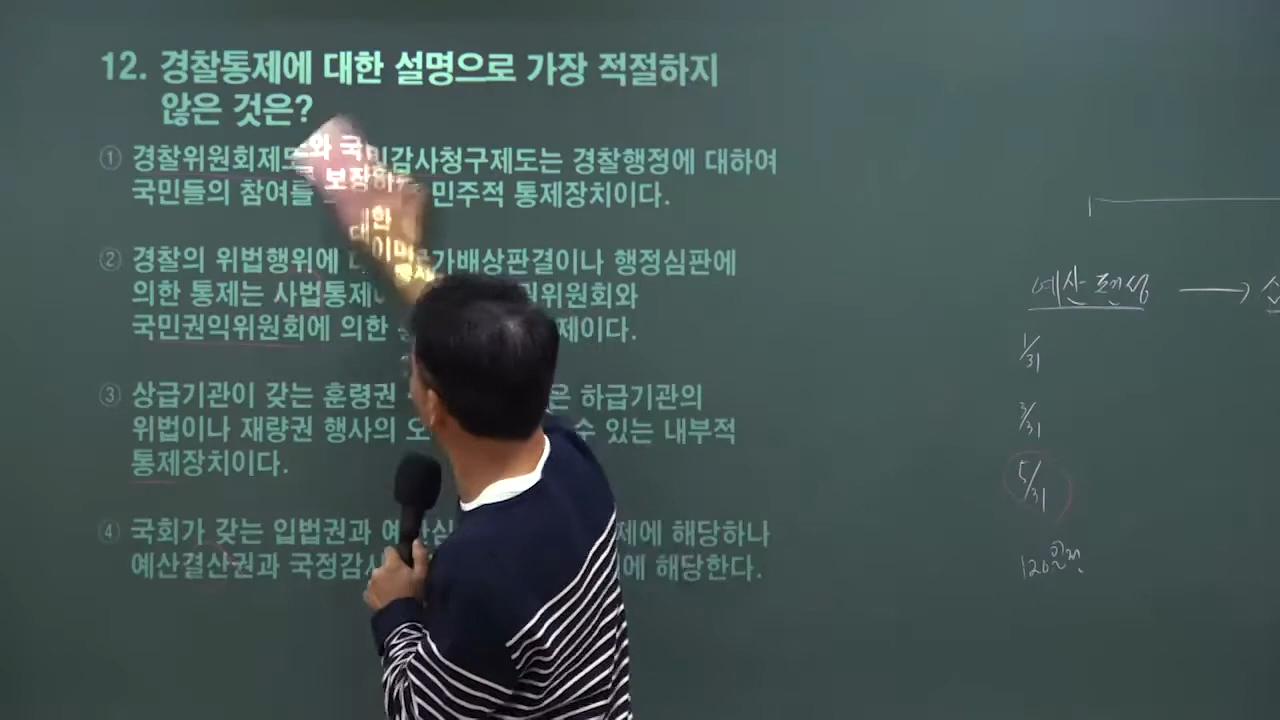 12. 경찰통제에 대한 설명으로 가장 적절하지
않은 것은?
① 경찰위원회제도와 국민감사청구제도는 경찰행정에 대하여
국민들의 참여를 보장하는 민주적 통제장치이다.
② 경찰의 위법행위에 대한 국가배상판결이나 행정심판에
의한 통제는 사법통제이 위원회와
국민권익위원회에 의한 제이다.
③ 상급기관이 갖는 훈령권 은 하급기관의
위법이나 재량권 행사의 오 수 있는 내부적
통제장치이다.
④ 국회가 갖는 입법권과 예산심 제에 해당하나
예산결산권과 국정감사 에 해당한다.
예산편성 →
1/31
3/31
5/31
120일전